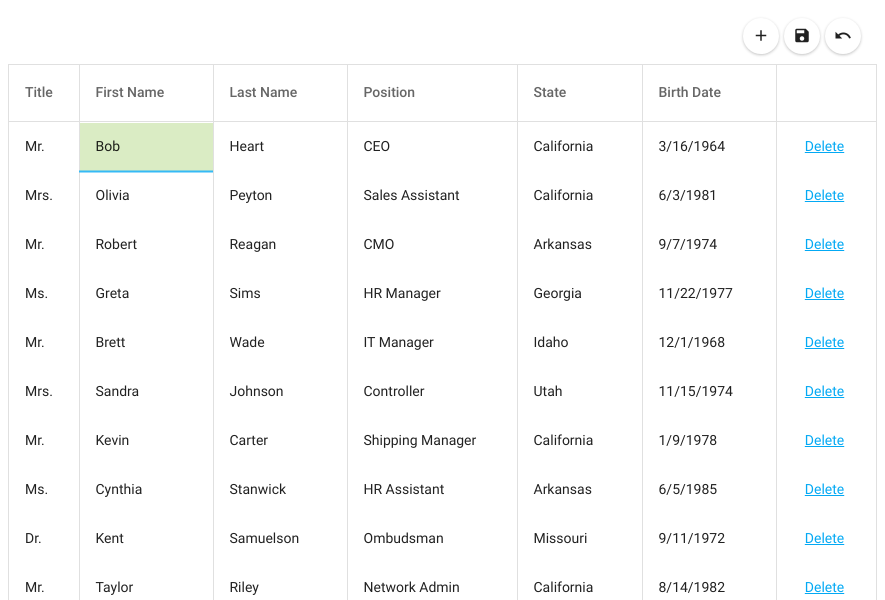 Title First Name Last Name Position State Birth Date
Mr. Bob Heart CEO California 3/16/1964 Delete
Mrs. Olivia Peyton Sales Assistant California 6/3/1981 Delete
Mr. Robert Reagan CMO Arkansas 9/7/1974 Delete
Ms. Greta Sims HR Manager Georgia 11/22/1977 Delete
Mr. Brett Wade IT Manager Idaho 12/1/1968 Delete
Mrs. Sandra Johnson Controller Utah 11/15/1974 Delete
Mr. Kevin Carter Shipping Manager California 1/9/1978 Delete
Ms. Cynthia Stanwick HR Assistant Arkansas 6/5/1985 Delete
Dr. Kent Samuelson Ombudsman Missouri 9/11/1972 Delete
Mr. Taylor Riley Network Admin California 8/14/1982 Delete